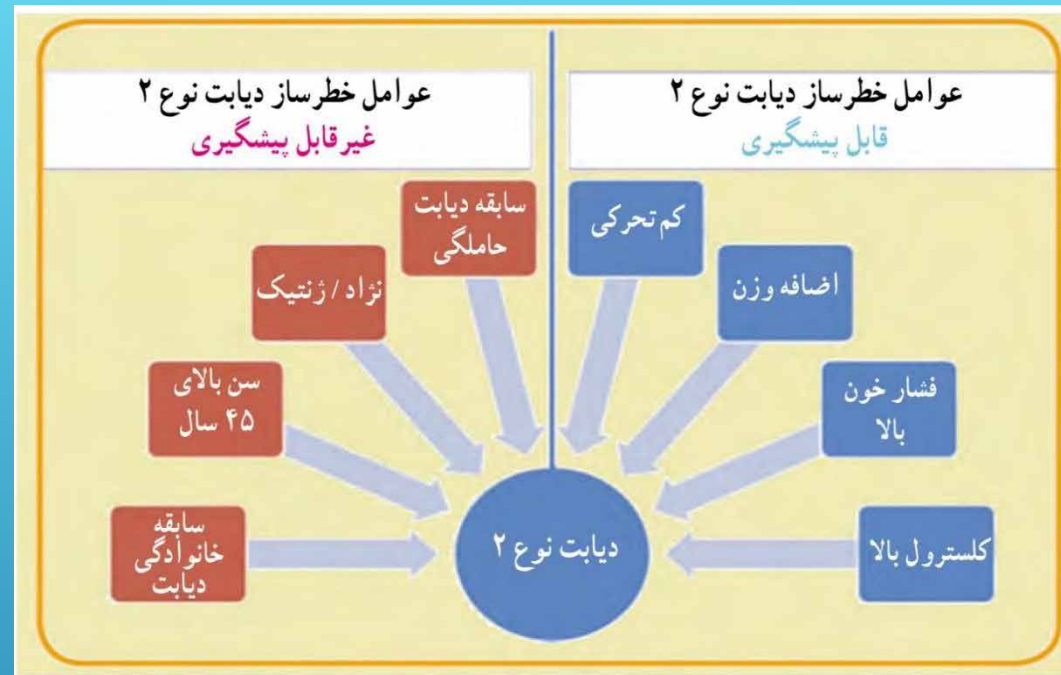 عوامل خطرساز دیابت نوع ۲
قابل پیشگیری
عوامل خطرساز دیابت نوع ۲
غیرقابل پیشگیری
کم تحرکی
اضافه وزن
فشار خون
بالا
کلسترول بالا
سابقه دیابت
حاملگی
نژاد / ژنتیک
سن بالای
۴۵ سال
سابقه
خانوادگی
دیابت
دیابت نوع ۲